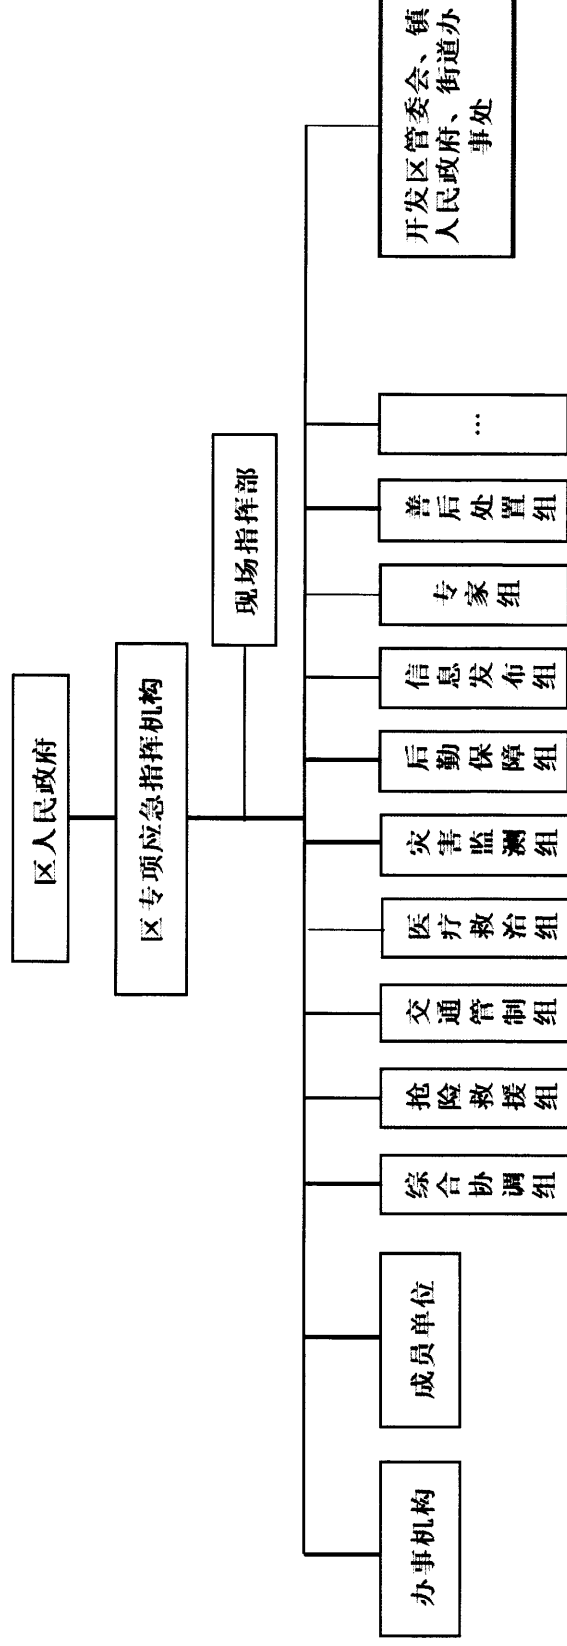 区人民政府
区专项应急指挥机构
现场指挥部
办事机构
成员单位
综合协调组
抢险救援组
交通管制组
医疗救治组
灾害监测组
后勤保障组
信息发布组
专家组
善后处置组
…
开发区管委会、镇
人民政府、街道办
事处